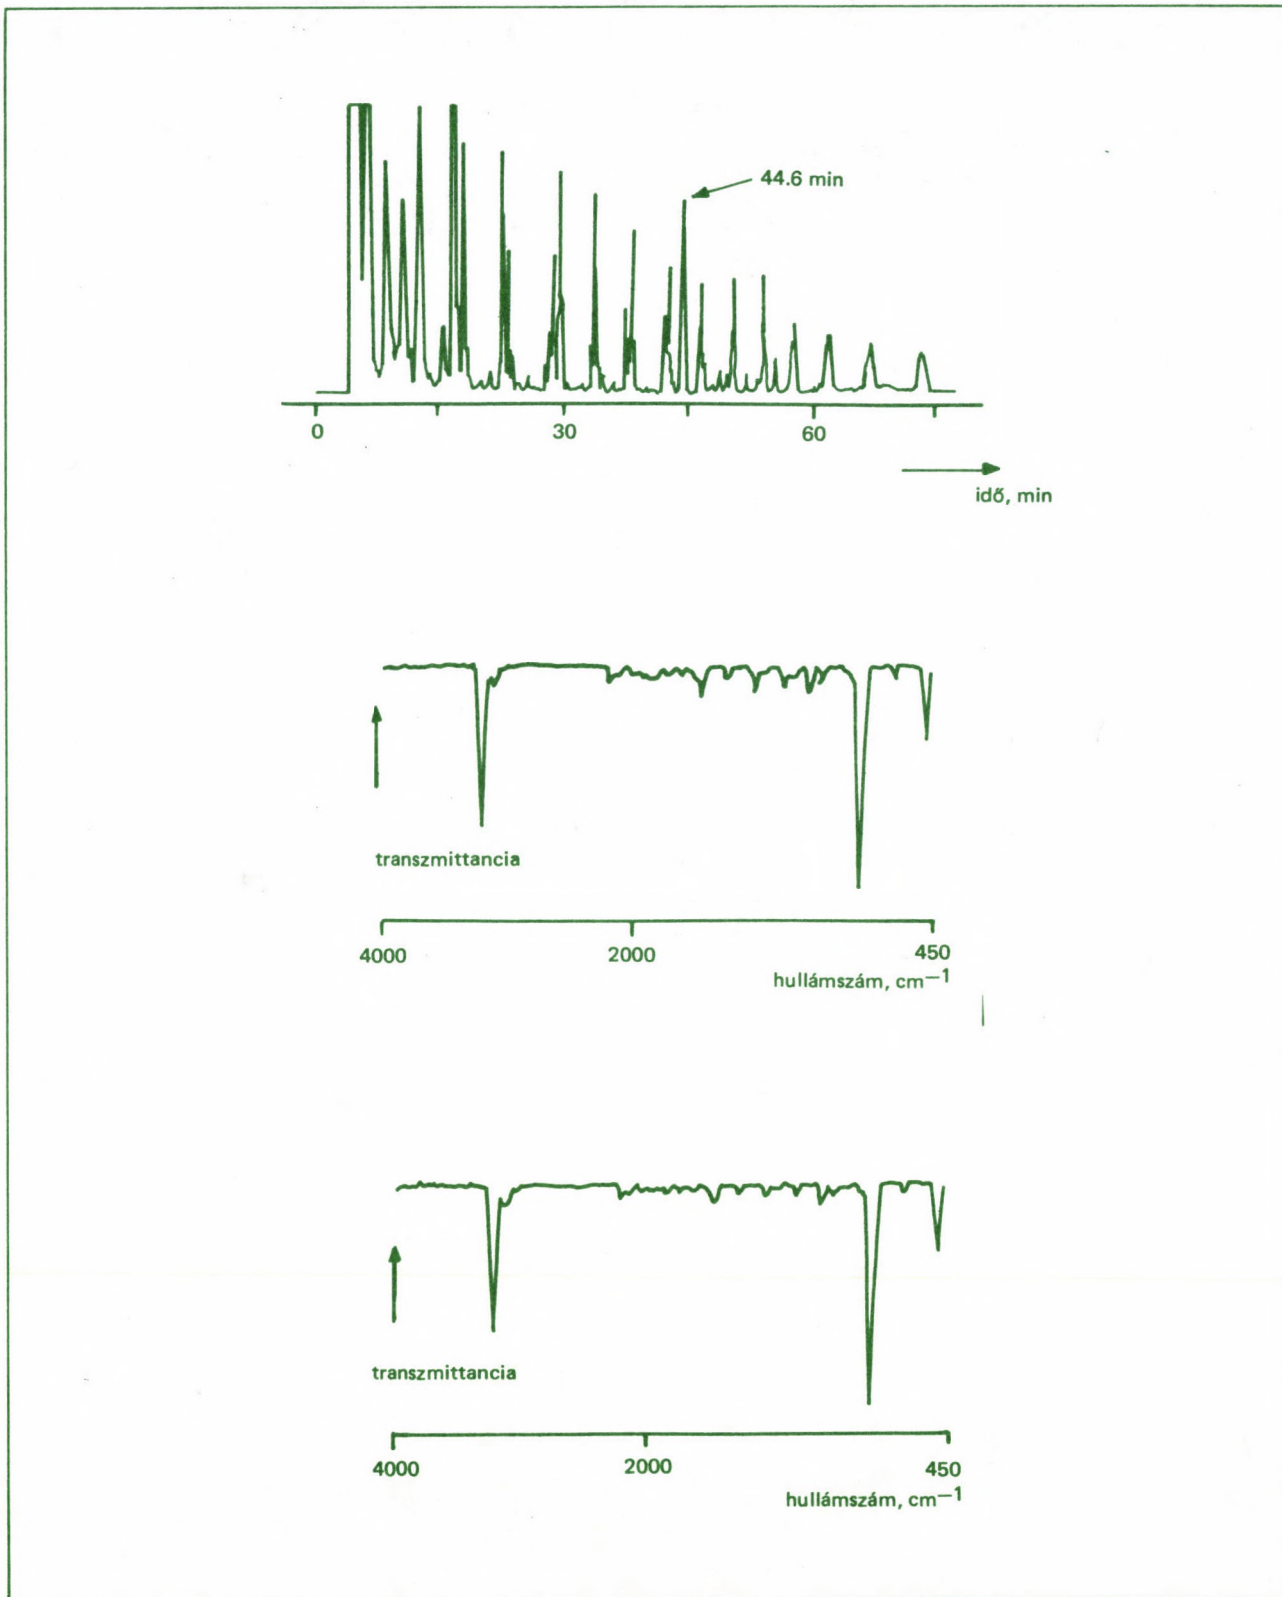 44.6 min
0 30 60
idő, min
transzmittancia
4000 2000 450
hullámszám, cm⁻¹
transzmittancia
4000 2000 450
hullámszám, cm⁻¹